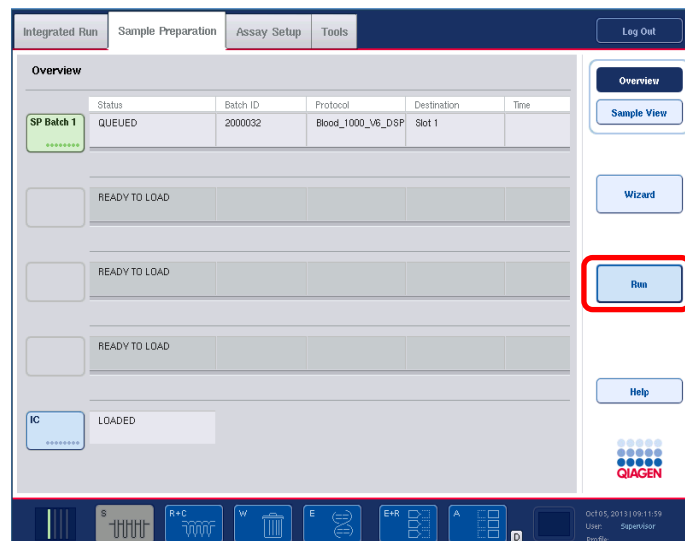 Integrated Run Sample Preparation Assay Setup Tools Log Out
Overview
Overview
Sample View
Status Batch ID Protocol Destination Time
SP Batch 1 QUEUED 2000032 Blood_1000_V6_DSP Slot 1
READY TO LOAD
Wizard
READY TO LOAD
Run
READY TO LOAD
Help
IC LOADED
QIAGEN
S R+C W E E+R A D
Oct 05, 2013 | 09:11:59
User: Supervisor
Profile: